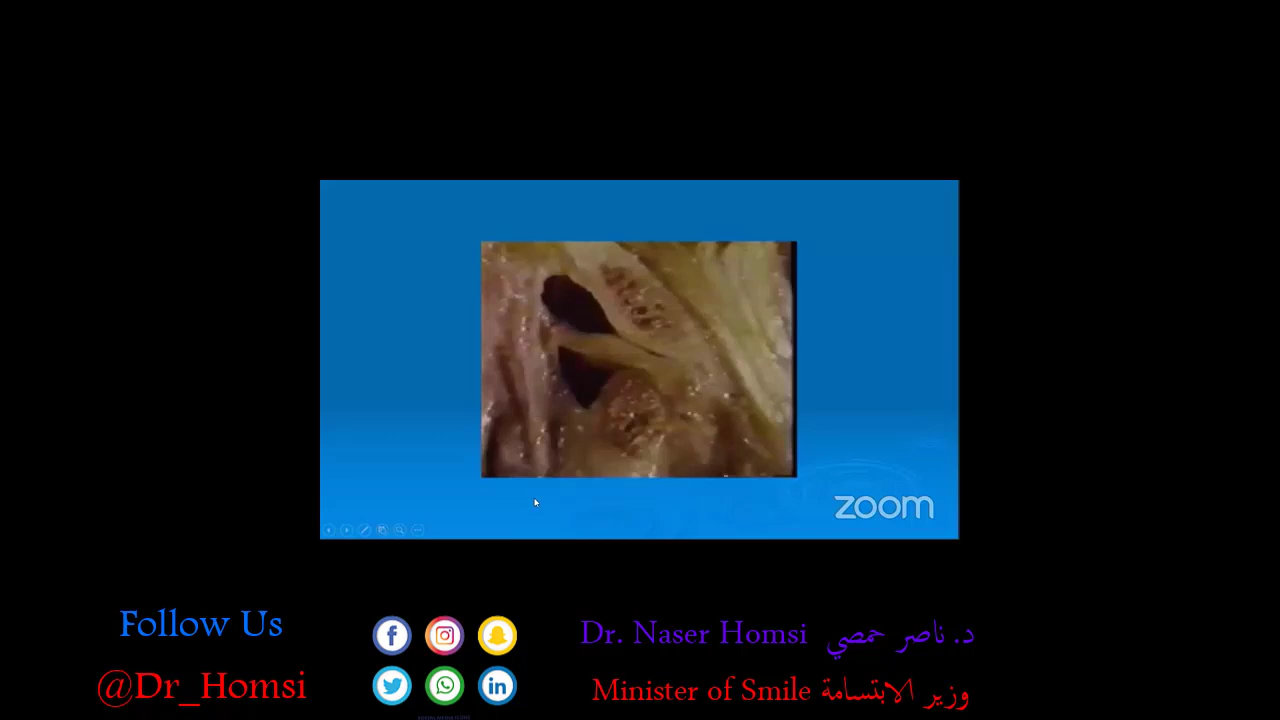 zoom
Follow Us
Dr. Naser Homsi د. ناصر حمصي
@Dr_Homsi
Minister of Smile وزير الابتسامة